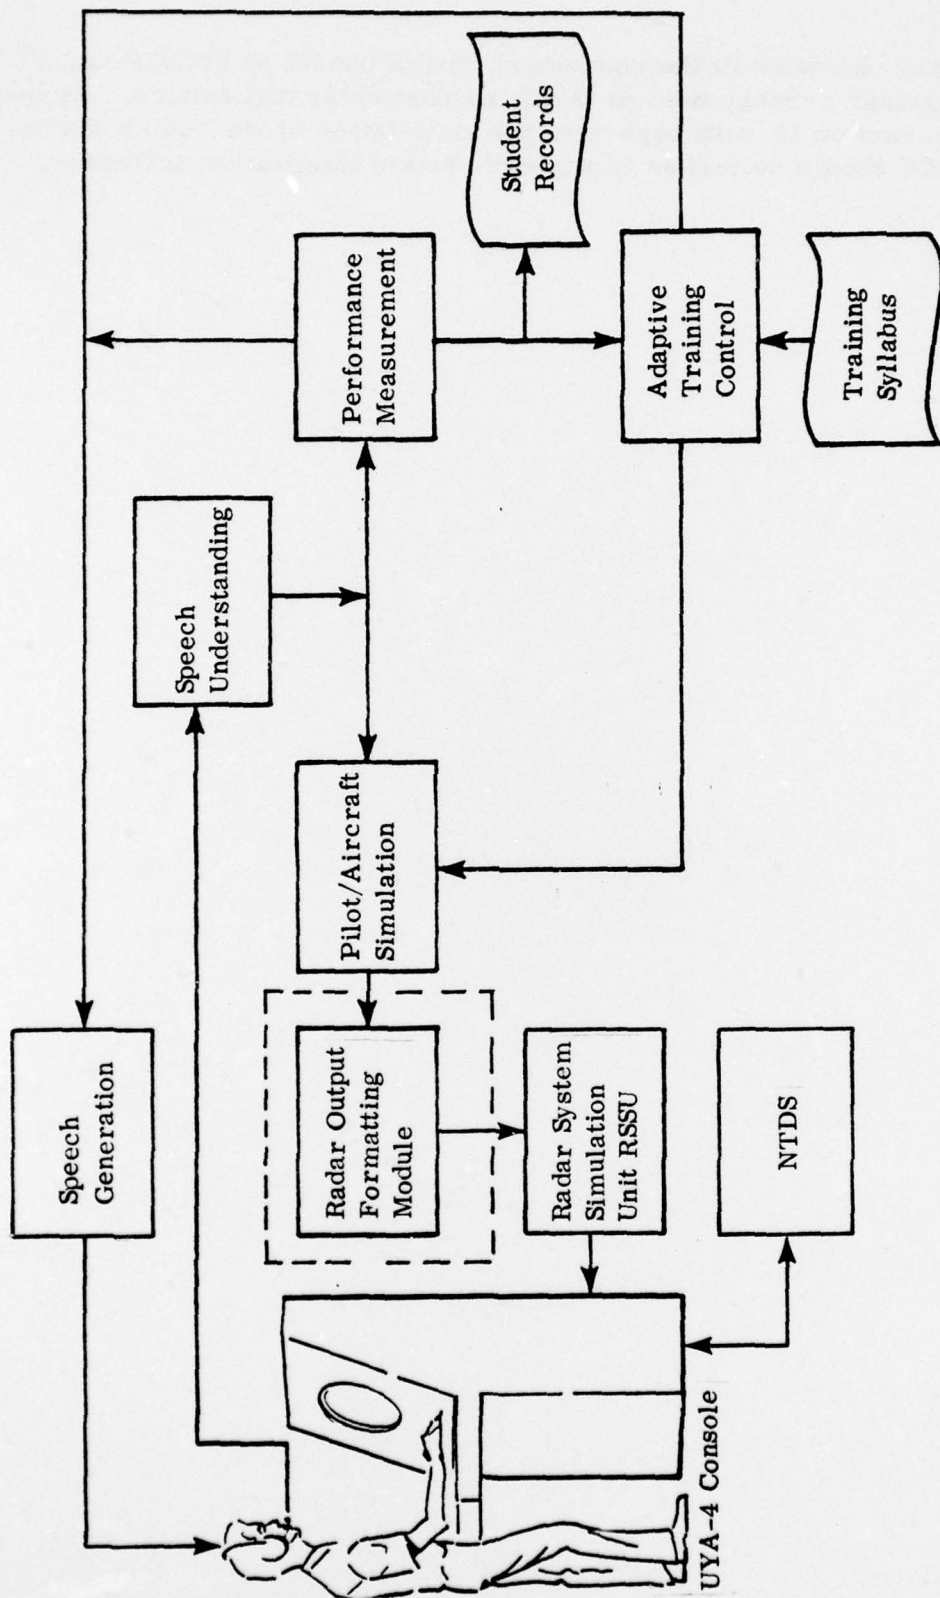 Speech
Generation
Speech
Understanding
Radar Output
Formatting
Module
Pilot/Aircraft
Simulation
Performance
Measurement
Student
Records
Radar System
Simulation
Unit RSSU
Adaptive
Training
Control
UYA-4 Console
NTDS
Training
Syllabus